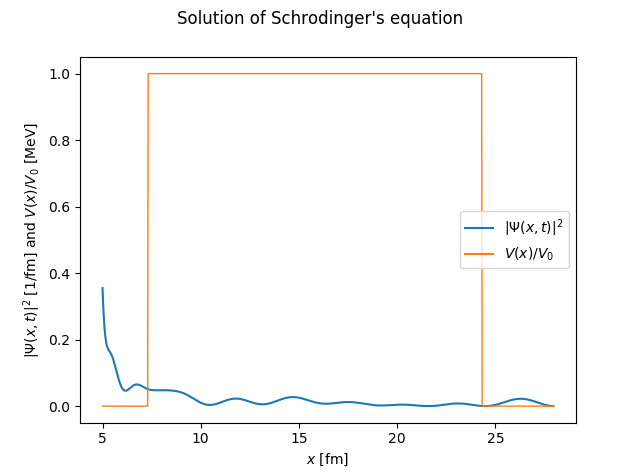 Solution of Schrodinger's equation
|Ψ(x, t)|² [1/fm] and V(x)/V₀ [MeV]
1.0
0.8
0.6
0.4
0.2
0.0
|Ψ(x, t)|²
V(x)/V₀
5
10
15
20
25
x [fm]